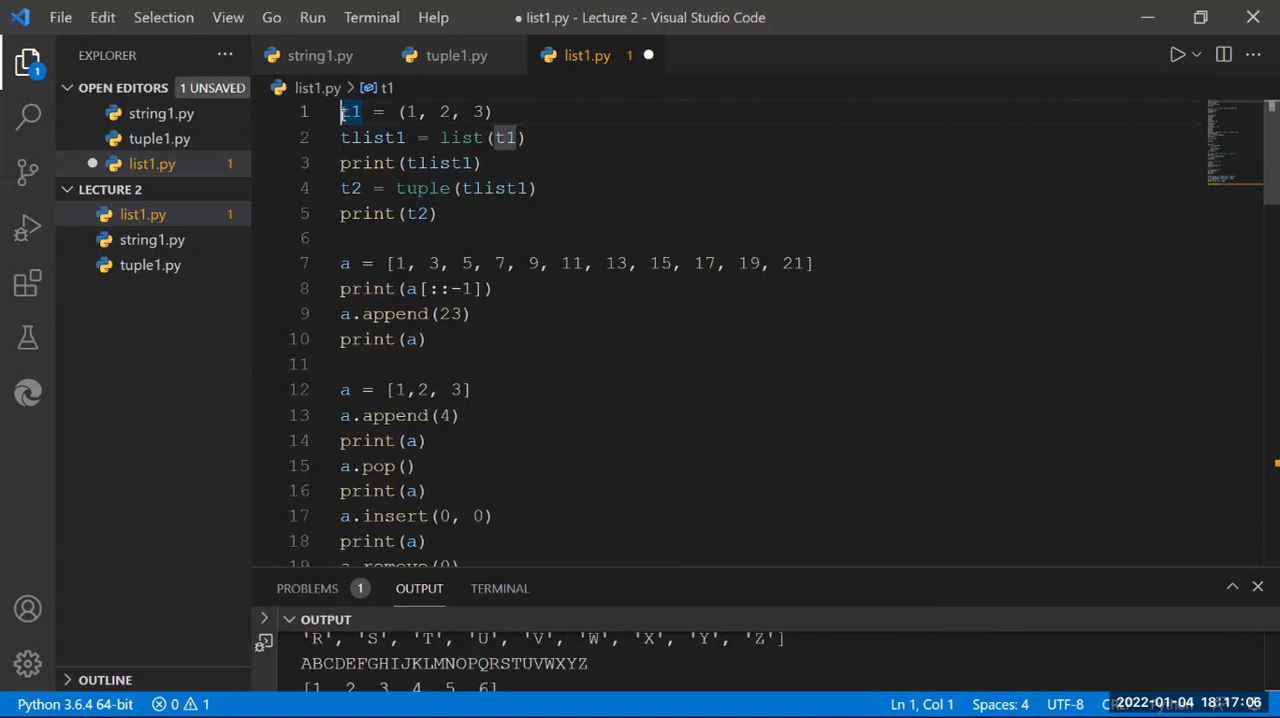 File Edit Selection View Go Run Terminal Help ● list1.py - Lecture 2 - Visual Studio Code
EXPLORER ...
string1.py tuple1.py list1.py 1
OPEN EDITORS 1 UNSAVED
list1.py > t1
string1.py
tuple1.py
list1.py 1
LECTURE 2
list1.py 1
string1.py
tuple1.py
1 t1 = (1, 2, 3)
2 tlist1 = list(t1)
3 print(tlist1)
4 t2 = tuple(tlist1)
5 print(t2)
6
7 a = [1, 3, 5, 7, 9, 11, 13, 15, 17, 19, 21]
8 print(a[::-1])
9 a.append(23)
10 print(a)
11
12 a = [1,2, 3]
13 a.append(4)
14 print(a)
15 a.pop()
16 print(a)
17 a.insert(0, 0)
18 print(a)
19 a.remove(0)
PROBLEMS 1 OUTPUT TERMINAL
OUTPUT
'R', 'S', 'T', 'U', 'V', 'W', 'X', 'Y', 'Z']
ABCDEFGHIJKLMNOPQRSTUVWXYZ
[1, 2, 3, 4, 5, 6]
OUTLINE
1
Python 3.6.4 64-bit 0 1 Ln 1, Col 1 Spaces: 4 UTF-8 2022-01-04 18:17:06